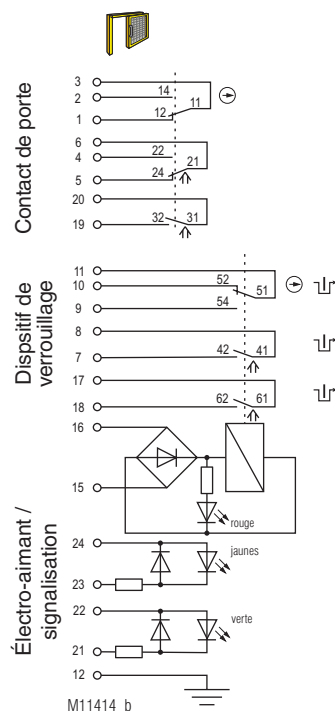 Contact de porte
3
2 14 11
1 12
6
4 22 21
5 24
20
19 32 31
Dispstif de
verrouillage
11
10 52 51
9 54
8
7 42 41
17
18 62 61
Électro-aimant /
signalisation
16
15
rouge
24 jaunes
23
22 verte
21
12
M11414_b